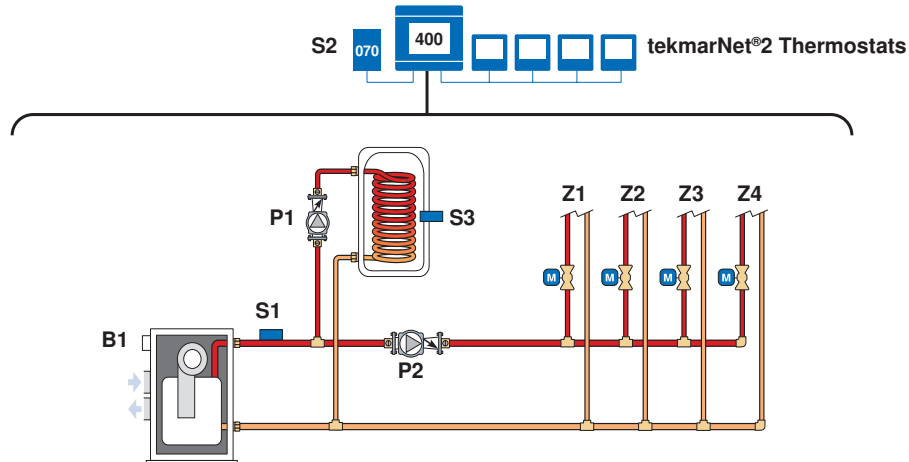 S2 070 400 tekmarNet®2 Thermostats
Z1 Z2 Z3 Z4
P1 S3
M M M M
S1
B1
P2